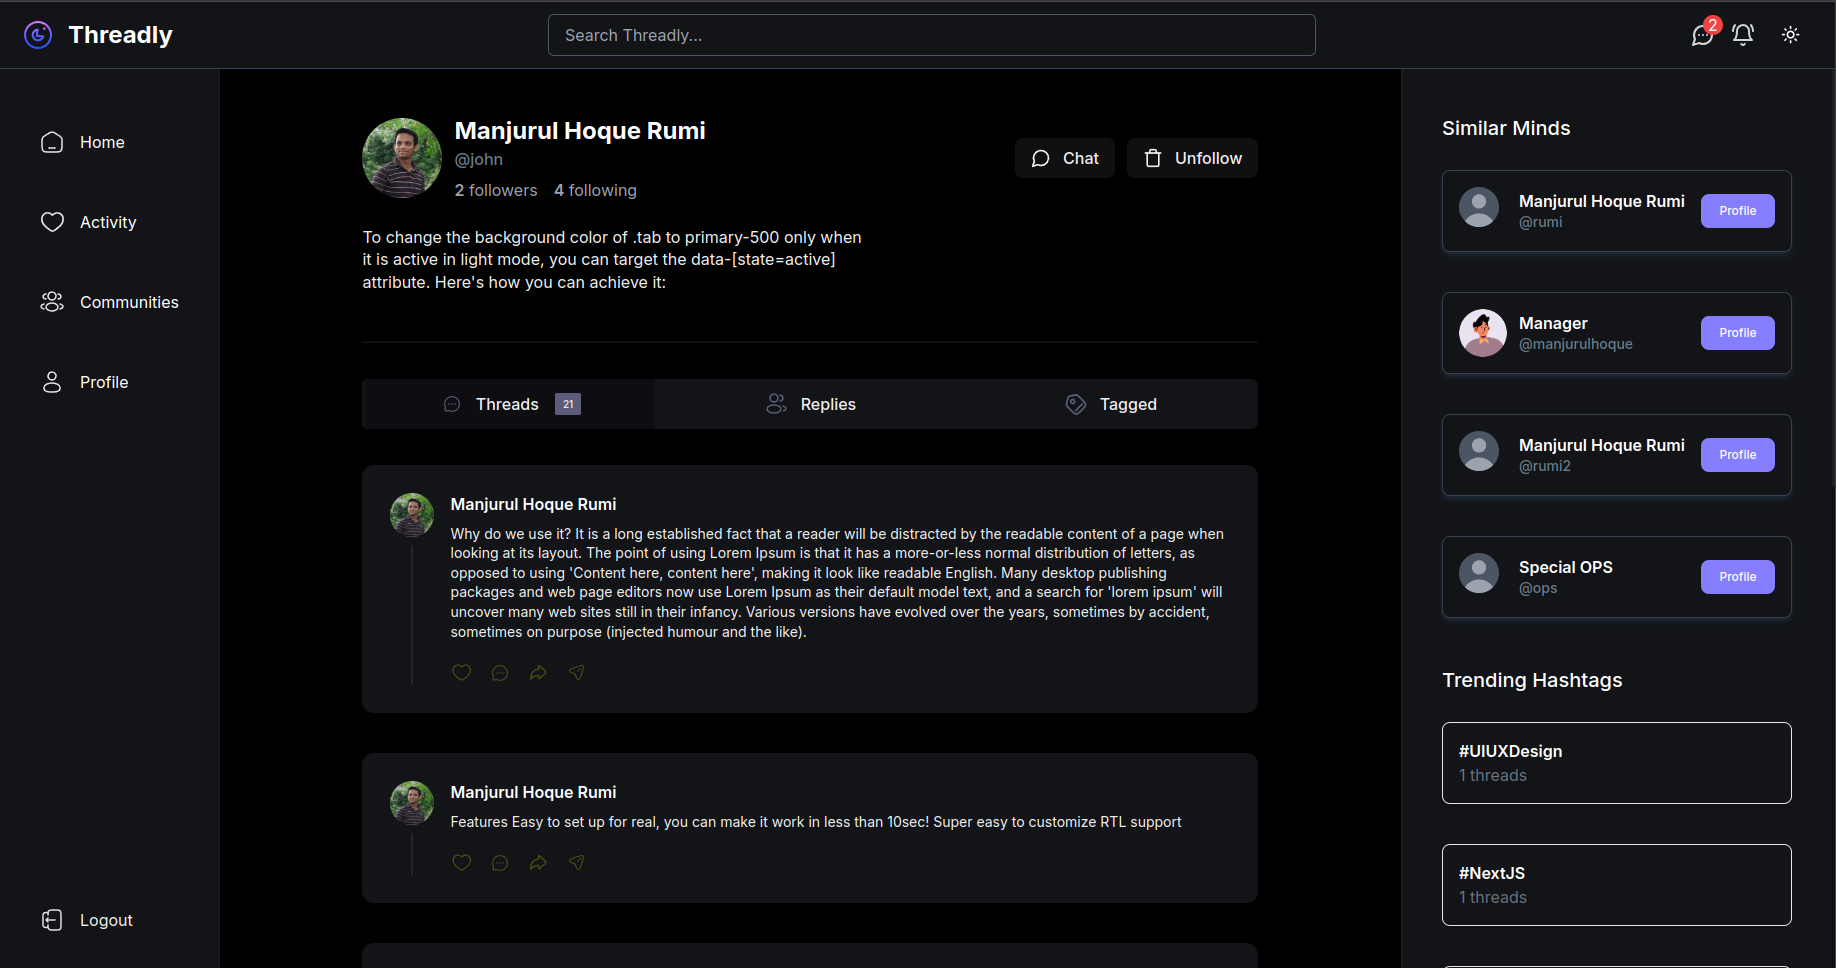 Threadly
Search Threadly...
2
Home
Activity
Communities
Profile
Logout
Manjurul Hoque Rumi
@john
2 followers 4 following
Chat
Unfollow
To change the background color of .tab to primary-500 only when
it is active in light mode, you can target the data-[state=active]
attribute. Here's how you can achieve it:
Threads 21
Replies
Tagged
Manjurul Hoque Rumi
Why do we use it? It is a long established fact that a reader will be distracted by the readable content of a page when
looking at its layout. The point of using Lorem Ipsum is that it has a more-or-less normal distribution of letters, as
opposed to using 'Content here, content here', making it look like readable English. Many desktop publishing
packages and web page editors now use Lorem Ipsum as their default model text, and a search for 'lorem ipsum' will
uncover many web sites still in their infancy. Various versions have evolved over the years, sometimes by accident,
sometimes on purpose (injected humour and the like).
Manjurul Hoque Rumi
Features Easy to set up for real, you can make it work in less than 10sec! Super easy to customize RTL support
Similar Minds
Manjurul Hoque Rumi
@rumi
Profile
Manager
@manjurulhoque
Profile
Manjurul Hoque Rumi
@rumi2
Profile
Special OPS
@ops
Profile
Trending Hashtags
#UIUXDesign
1 threads
#NextJS
1 threads